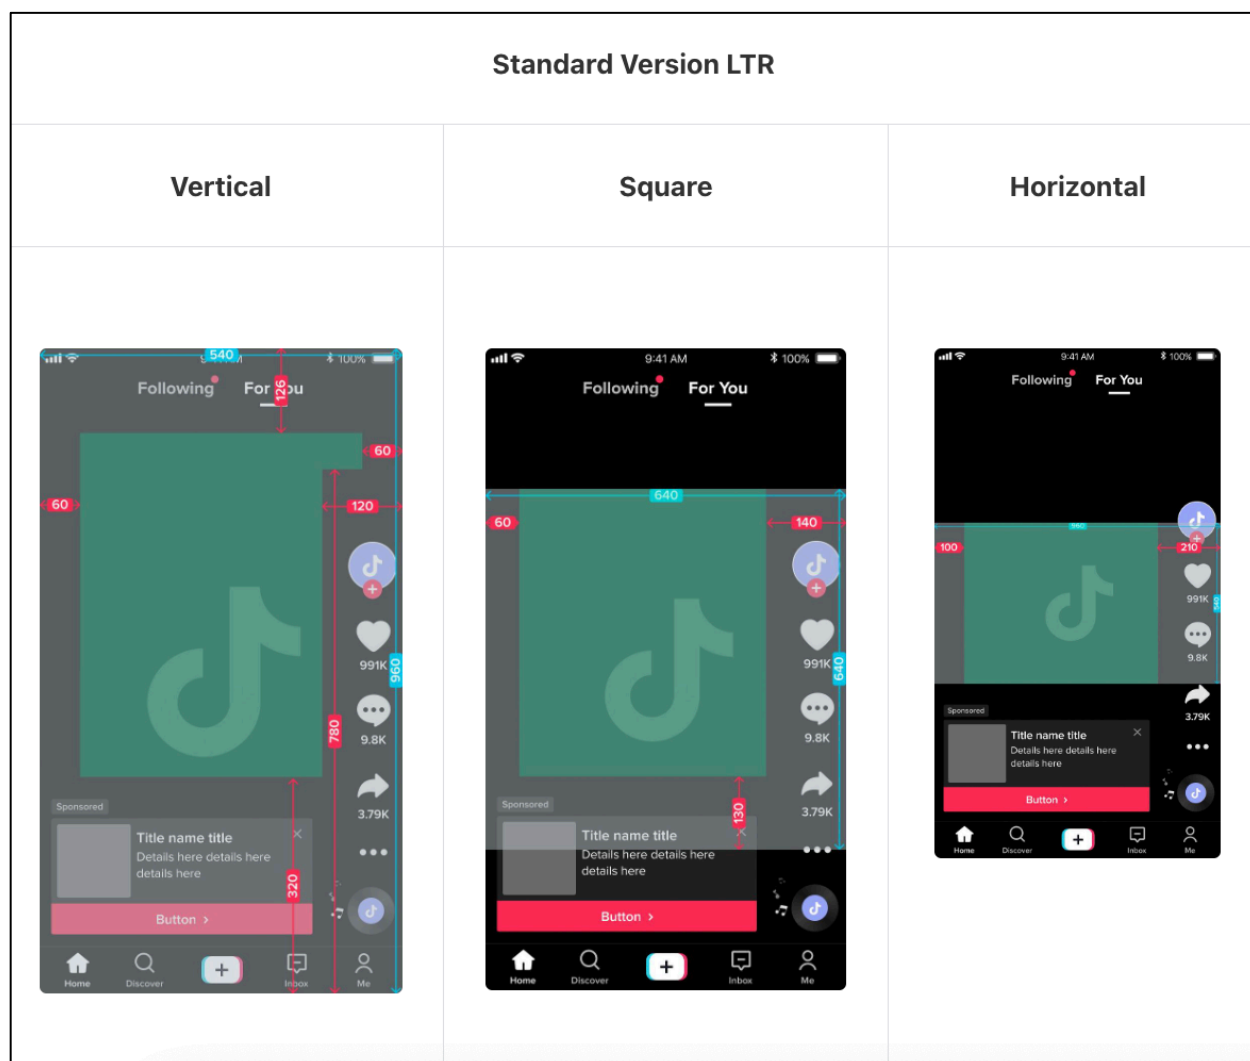 Standard Version LTR
Vertical
Square
Horizontal
540
100%
Following
For You
126
60
60
120
991K
960
9.8K
780
3.79K
Sponsored
Title name title
Details here details here
details here
320
Button >
Home
Discover
Inbox
Me
9:41 AM
100%
Following
For You
640
60
140
991K
640
9.8K
3.79K
130
Sponsored
Title name title
Details here details here
details here
Button >
Home
Discover
Inbox
Me
9:41 AM
100%
Following
For You
960
100
210
991K
540
9.8K
3.79K
Sponsored
Title name title
Details here details here
details here
Button >
Home
Discover
Inbox
Me